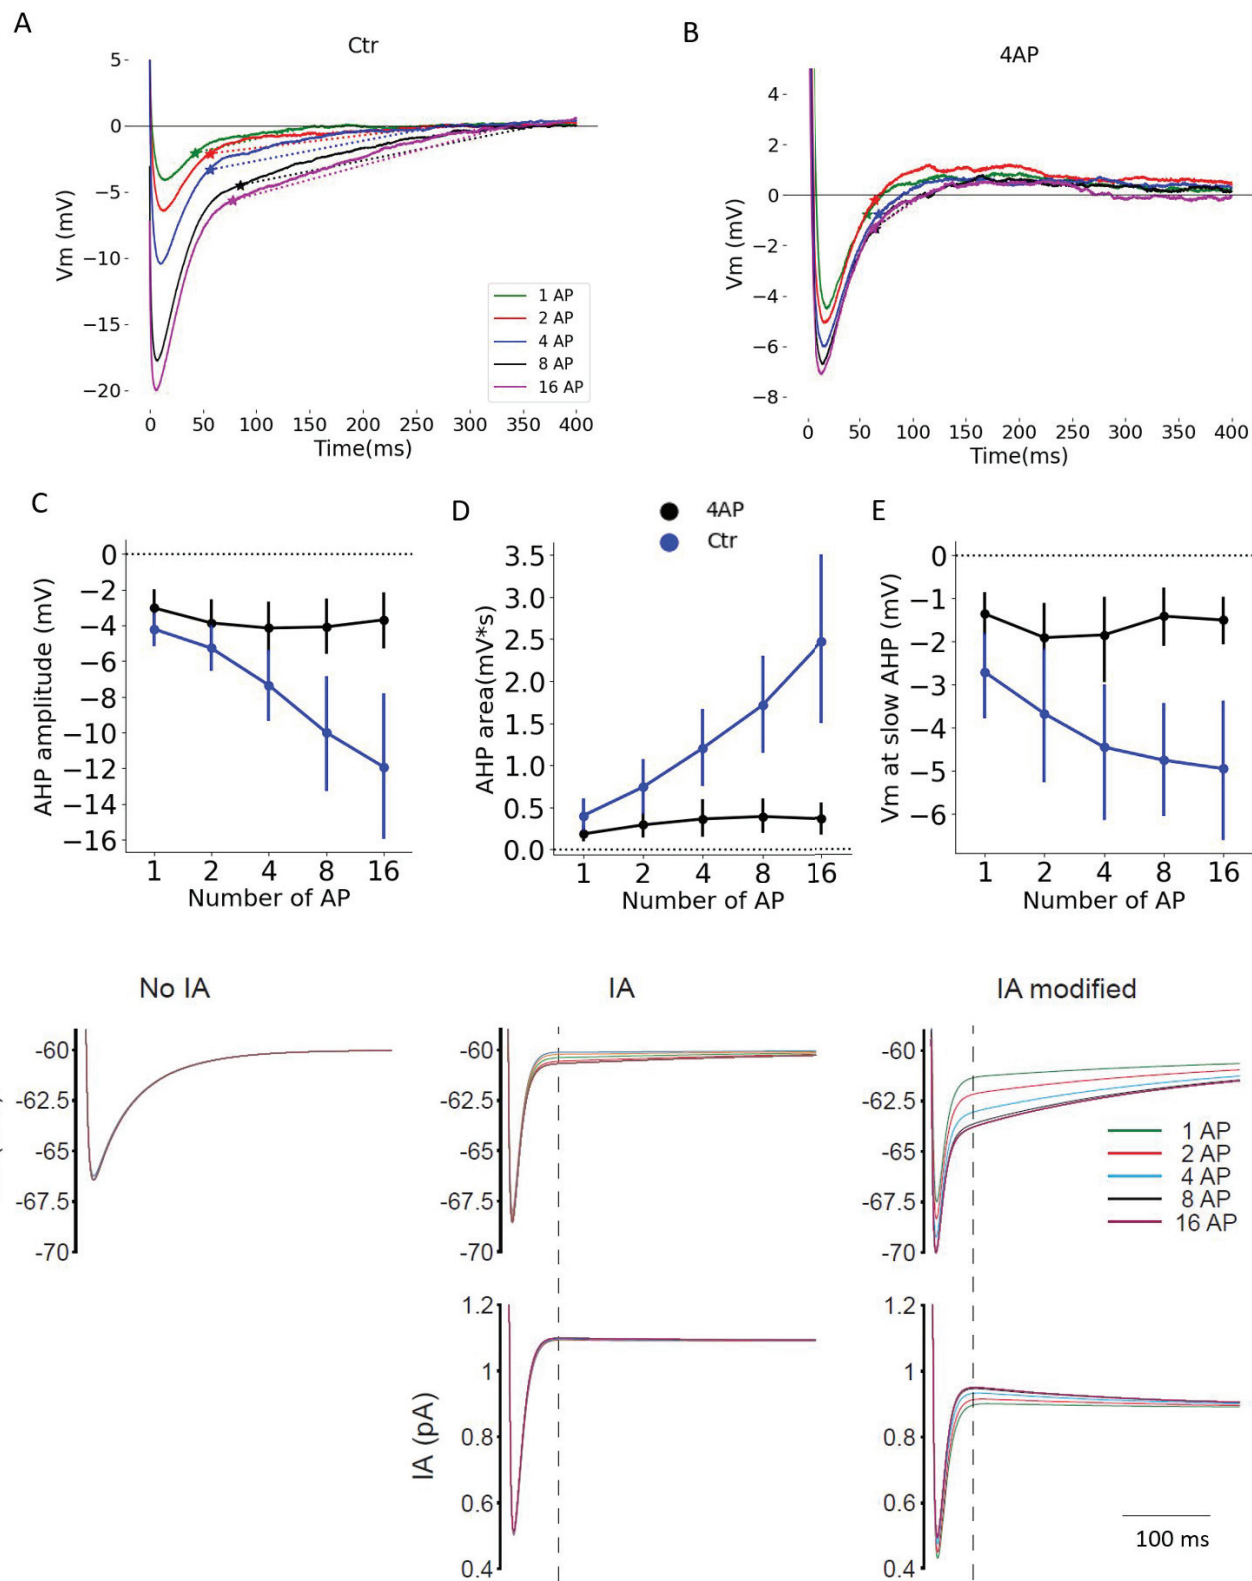 A
Ctr
5
0
−5
−10
−15
−20
Vm (mV)
1 AP
2 AP
4 AP
8 AP
16 AP
0 50 100 150 200 250 300 350 400
Time(ms)
B
4AP
4
2
0
−2
−4
−6
−8
Vm (mV)
0 50 100 150 200 250 300 350 400
Time(ms)
C
0
−2
−4
−6
−8
−10
−12
−14
−16
AHP amplitude (mV)
1 2 4 8 16
Number of AP
D
4AP
Ctr
3.5
3.0
2.5
2.0
1.5
1.0
0.5
0.0
AHP area(mV*s)
1 2 4 8 16
Number of AP
E
0
−1
−2
−3
−4
−5
−6
Vm at slow AHP (mV)
1 2 4 8 16
Number of AP
No IA
-60
-62.5
-65
-67.5
-70
IA
-60
-62.5
-65
-67.5
-70
IA modified
-60
-62.5
-65
-67.5
-70
1 AP
2 AP
4 AP
8 AP
16 AP
1.2
1
0.8
0.6
0.4
IA (pA)
1.2
1
0.8
0.6
0.4
100 ms